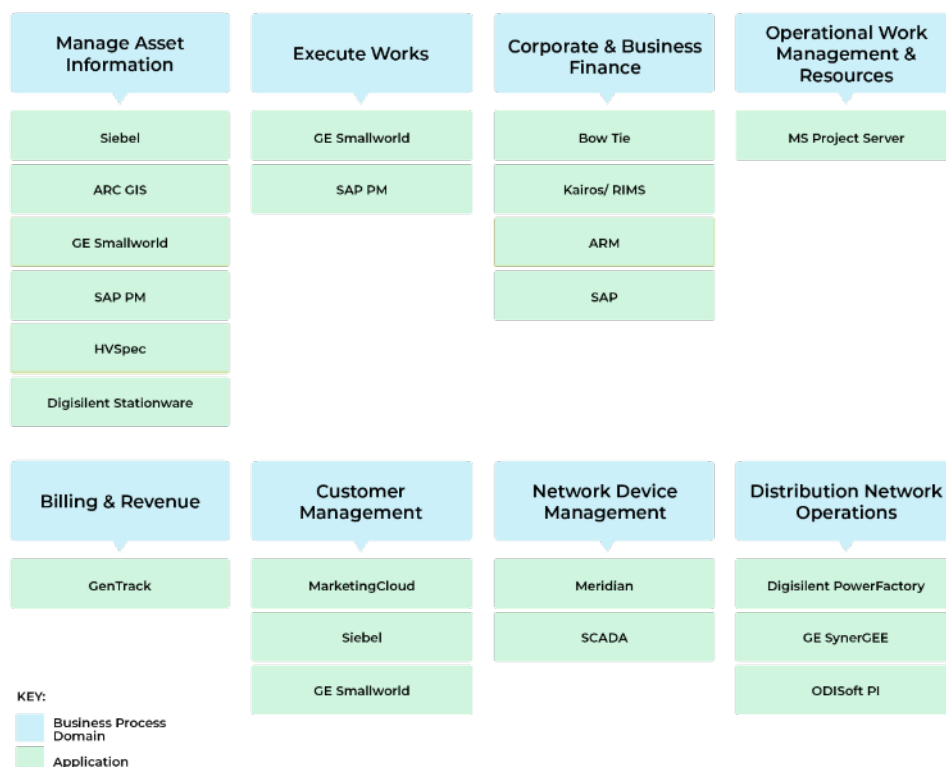 Manage Asset
Information
Execute Works
Corporate & Business
Finance
Operational Work
Management &
Resources
Siebel
ARC GIS
GE Smallworld
SAP PM
HVSpec
Digisilent Stationware
GE Smallworld
SAP PM
Bow Tie
Kairos/ RIMS
ARM
SAP
MS Project Server
Billing & Revenue
Customer
Management
Network Device
Management
Distribution Network
Operations
GenTrack
MarketingCloud
Siebel
GE Smallworld
Meridian
SCADA
Digisilent PowerFactory
GE SynerGEE
ODISoft PI
KEY:
Business Process
Domain
Application